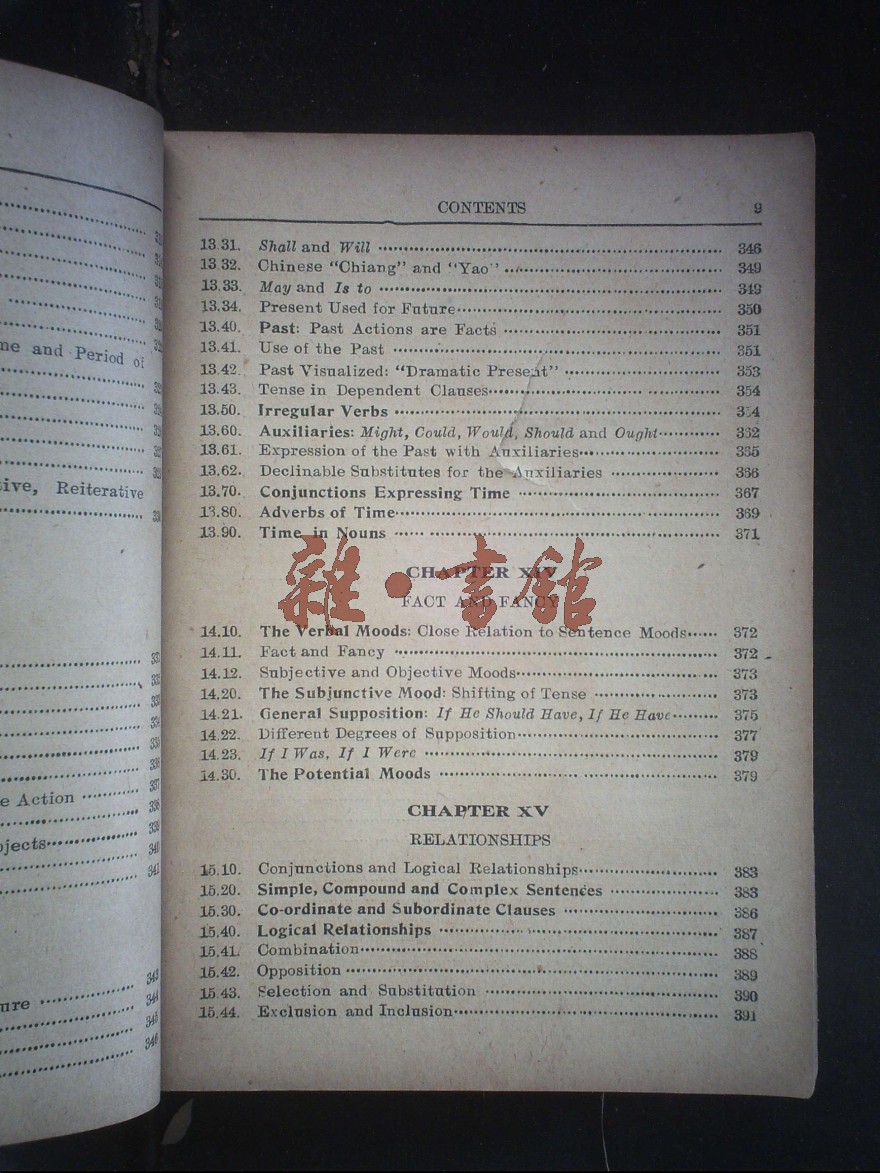 ne and Period of
ive, Reiterative
e Action
jects
ure
CONTENTS 9
13.31. Shall and Will 346
13.32. Chinese "Chiang" and "Yao" 349
13.33. May and Is to 349
13.34. Present Used for Future 350
13.40. Past: Past Actions are Facts 351
13.41. Use of the Past 351
13.42. Past Visualized: "Dramatic Present" 353
13.43. Tense in Dependent Clauses 354
13.50. Irregular Verbs
13.60. Auxiliaries: Might, Could, Would, Should and Ought 362
13.61. Expression of the Past with Auxiliaries 365
13.62. Declinable Substitutes for the Auxiliaries 366
13.70. Conjunctions Expressing Time 367
13.80. Adverbs of Time 369
13.90. Time in Nouns 371
雜·書館
CHAPTER XIV
FACT AND FANCY
14.10. The Verbal Moods: Close Relation to Sentence Moods 372
14.11. Fact and Fancy 372
14.12. Subjective and Objective Moods 373
14.20. The Subjunctive Mood: Shifting of Tense 373
14.21. General Supposition: If He Should Have, If He Have 375
14.22. Different Degrees of Supposition 377
14.23. If I Was, If I Were 379
14.30. The Potential Moods 379
CHAPTER XV
RELATIONSHIPS
15.10. Conjunctions and Logical Relationships 383
15.20. Simple, Compound and Complex Sentences 383
15.30. Co-ordinate and Subordinate Clauses 386
15.40. Logical Relationships 387
15.41. Combination 388
15.42. Opposition 389
15.43. Selection and Substitution 390
15.44. Exclusion and Inclusion 391